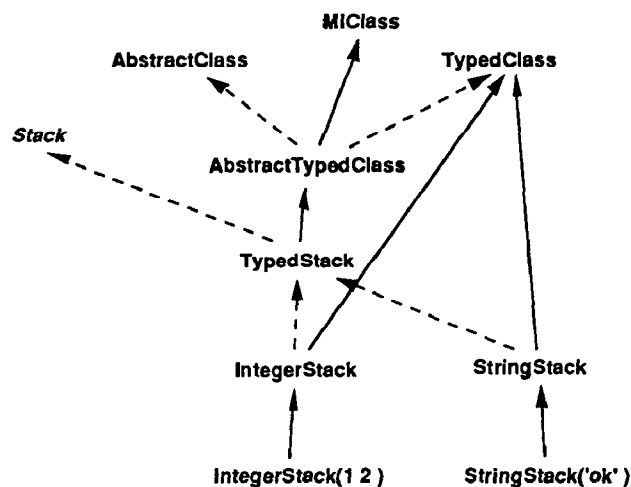 MIClass
AbstractClass
TypedClass
Stack
AbstractTypedClass
TypedStack
IntegerStack
StringStack
IntegerStack(1 2 )
StringStack('ok' )